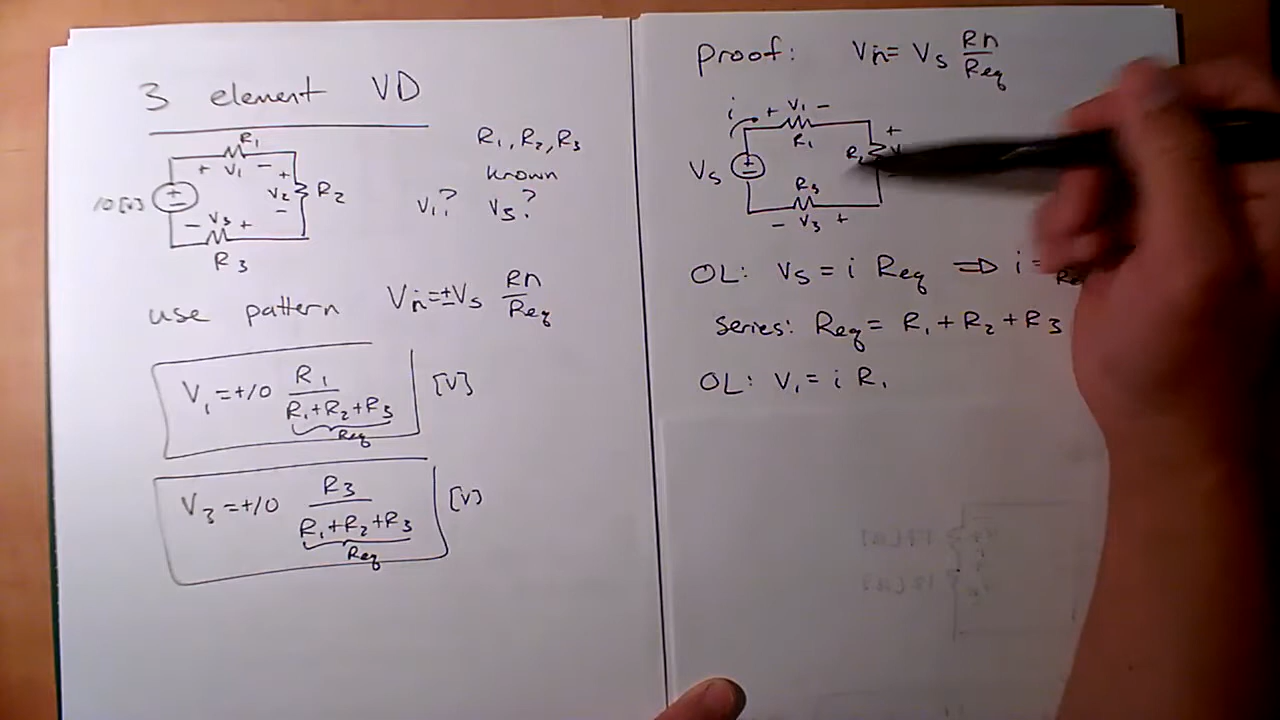 3 element VD
R1
+ V1 -
+
10[V]
V2
R2
-
- V3 +
R3
R1, R2, R3
known
V1? V3?
use pattern Vn=±Vs Rn/Req
V1=+10 R1/(R1+R2+R3) [V]
Req
V3=+10 R3/(R1+R2+R3) [V]
Req
Proof: Vn= Vs Rn/Req
i + V1 -
R1
+
Vs
R3
- V3 +
OL: Vs = i Req ⇒ i =
series: Req = R1+R2+R3
OL: V1 = i R1